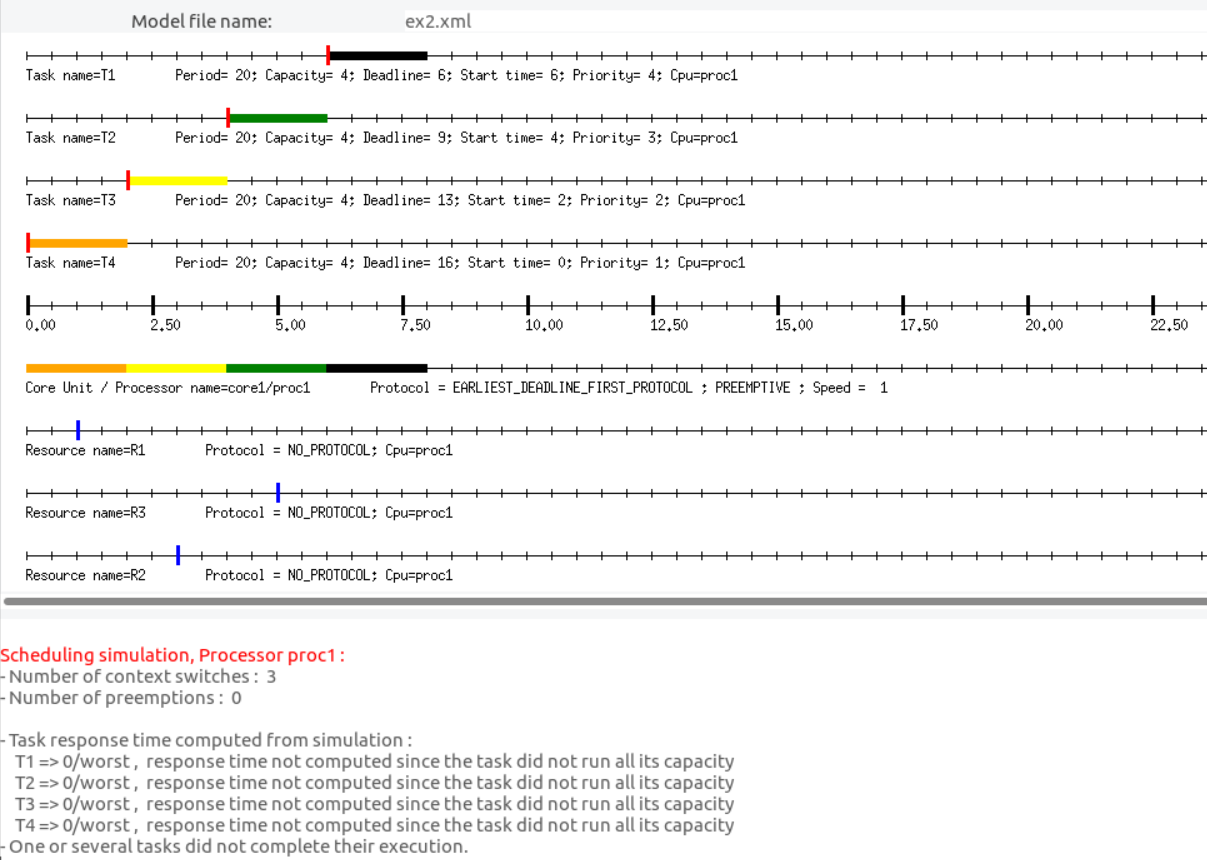 Model file name: ex2.xml
Task name=T1 Period= 20; Capacity= 4; Deadline= 6; Start time= 6; Priority= 4; Cpu=proc1
Task name=T2 Period= 20; Capacity= 4; Deadline= 9; Start time= 4; Priority= 3; Cpu=proc1
Task name=T3 Period= 20; Capacity= 4; Deadline= 13; Start time= 2; Priority= 2; Cpu=proc1
Task name=T4 Period= 20; Capacity= 4; Deadline= 16; Start time= 0; Priority= 1; Cpu=proc1
0.00 2.50 5.00 7.50 10.00 12.50 15.00 17.50 20.00 22.50
Core Unit / Processor name=core1/proc1 Protocol = EARLIEST_DEADLINE_FIRST_PROTOCOL ; PREEMPTIVE ; Speed = 1
Resource name=R1 Protocol = NO_PROTOCOL; Cpu=proc1
Resource name=R3 Protocol = NO_PROTOCOL; Cpu=proc1
Resource name=R2 Protocol = NO_PROTOCOL; Cpu=proc1
Scheduling simulation, Processor proc1 :
- Number of context switches : 3
- Number of preemptions : 0
- Task response time computed from simulation :
T1 => 0/worst , response time not computed since the task did not run all its capacity
T2 => 0/worst , response time not computed since the task did not run all its capacity
T3 => 0/worst , response time not computed since the task did not run all its capacity
T4 => 0/worst , response time not computed since the task did not run all its capacity
- One or several tasks did not complete their execution.